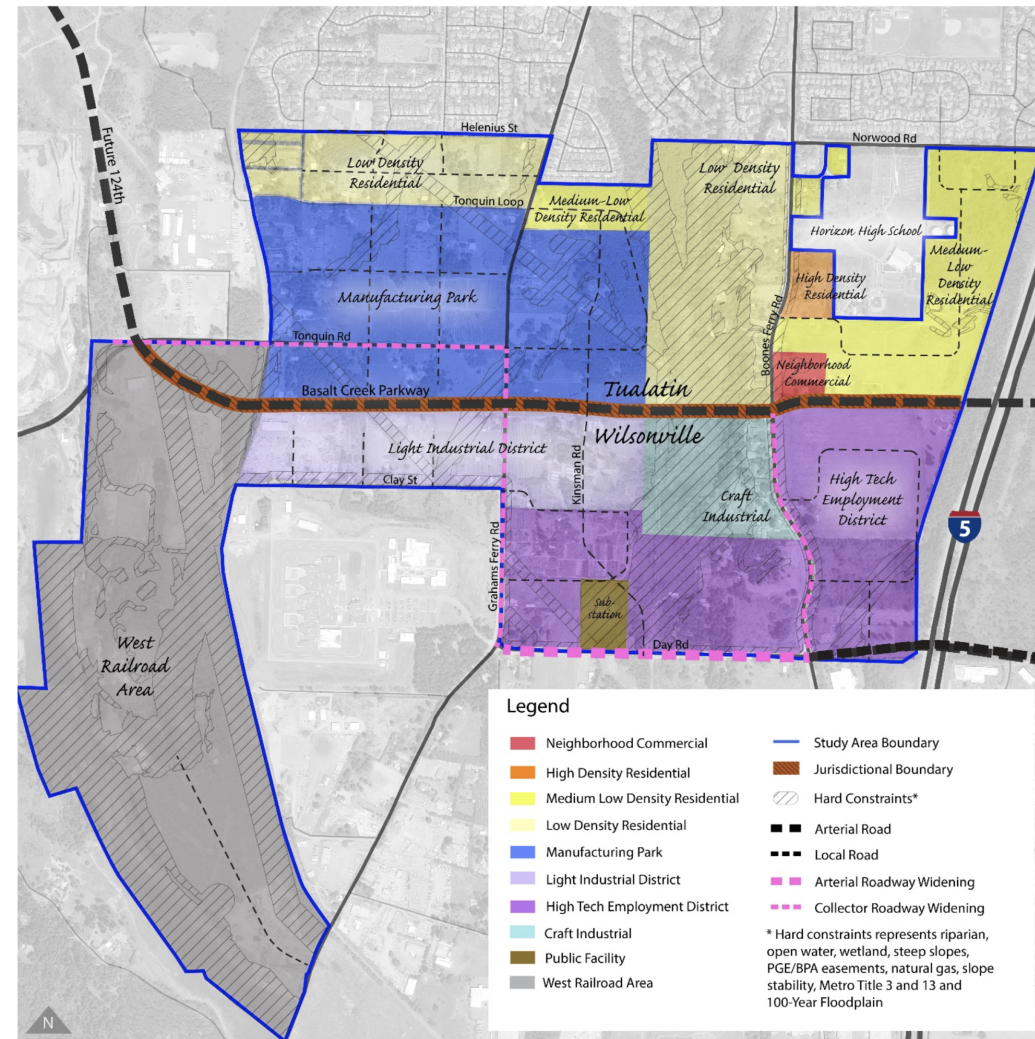 Future 124th
Helenius St
Norwood Rd
Low Density
Residential
Low Density
Residential
Tonquin Loop
Medium-Low
Density Residential
Horizon High School
Medium-
Low
Density
Residential
High Density
Residential
Manufacturing Park
Boones Ferry Rd
Tonquin Rd
Neighborhood
Commercial
Basalt Creek Parkway
Tualatin
Wilsonville
Light Industrial District
Kinsman Rd
Clay St
High Tech
Employment
District
Craft
Industrial
5
Grahams Ferry Rd
Sub-
station
Day Rd
West
Railroad
Area
Legend
Neighborhood Commercial
High Density Residential
Medium Low Density Residential
Low Density Residential
Manufacturing Park
Light Industrial District
High Tech Employment District
Craft Industrial
Public Facility
West Railroad Area
Study Area Boundary
Jurisdictional Boundary
Hard Constraints*
Arterial Road
Local Road
Arterial Roadway Widening
Collector Roadway Widening
* Hard constraints represents riparian,
open water, wetland, steep slopes,
PGE/BPA easements, natural gas, slope
stability, Metro Title 3 and 13 and
100-Year Floodplain
N